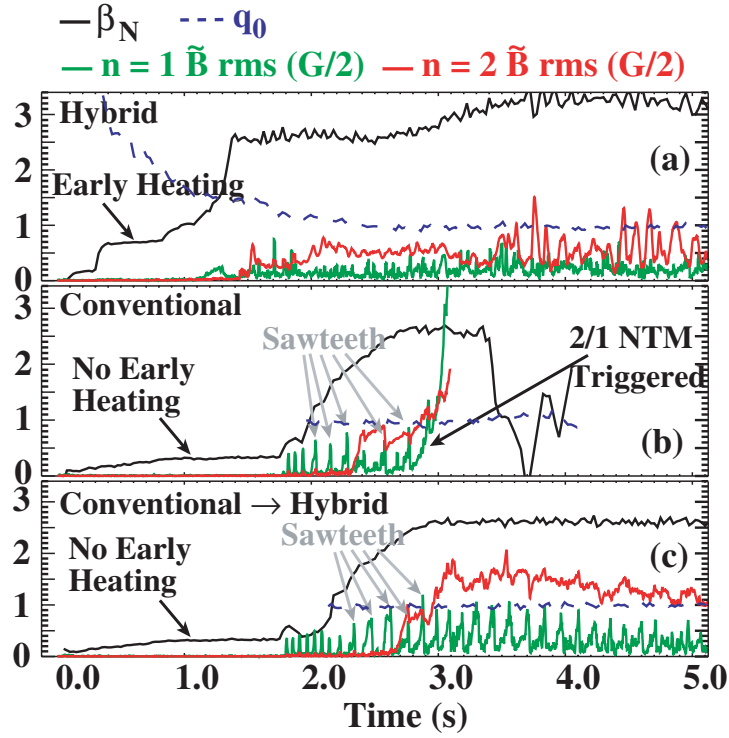 β_N q_0
n = 1 B̃ rms (G/2) n = 2 B̃ rms (G/2)
3
2
1
0
Hybrid
Early Heating
(a)
3
2
1
0
Conventional
Sawteeth
No Early
Heating
2/1 NTM
Triggered
(b)
3
2
1
0
Conventional → Hybrid
Sawteeth
No Early
Heating
(c)
0.0 1.0 2.0 3.0 4.0 5.0
Time (s)